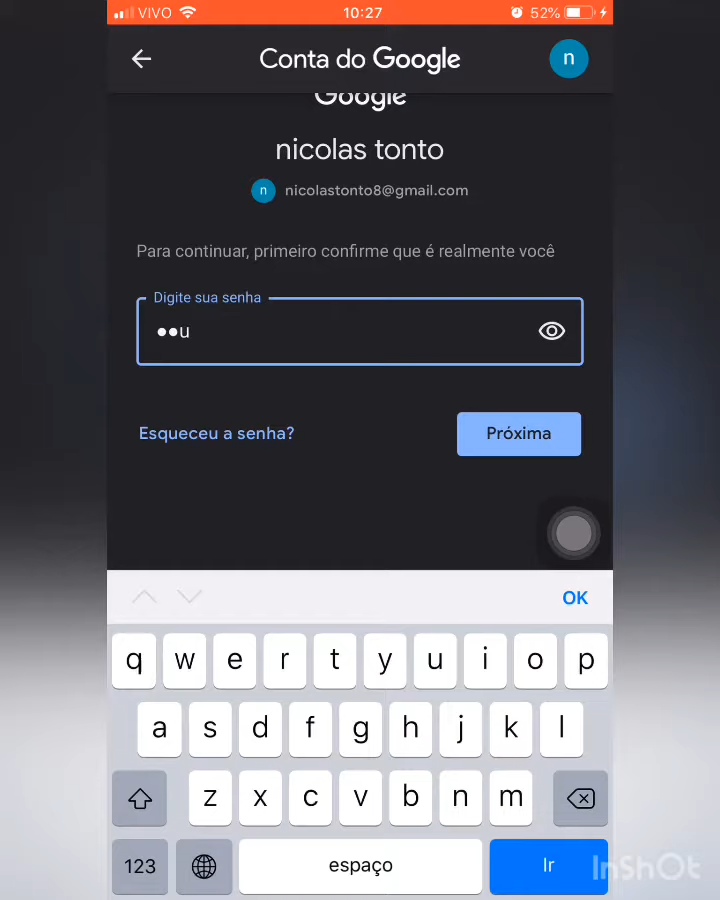 VIVO 10:27 52%
Conta do Google n
Google
nicolas tonto
n nicolastonto8@gmail.com
Para continuar, primeiro confirme que é realmente você
Digite sua senha
●●u
Esqueceu a senha? Próxima
OK
q w e r t y u i o p
a s d f g h j k l
z x c v b n m
123 espaço Ir
InShOt